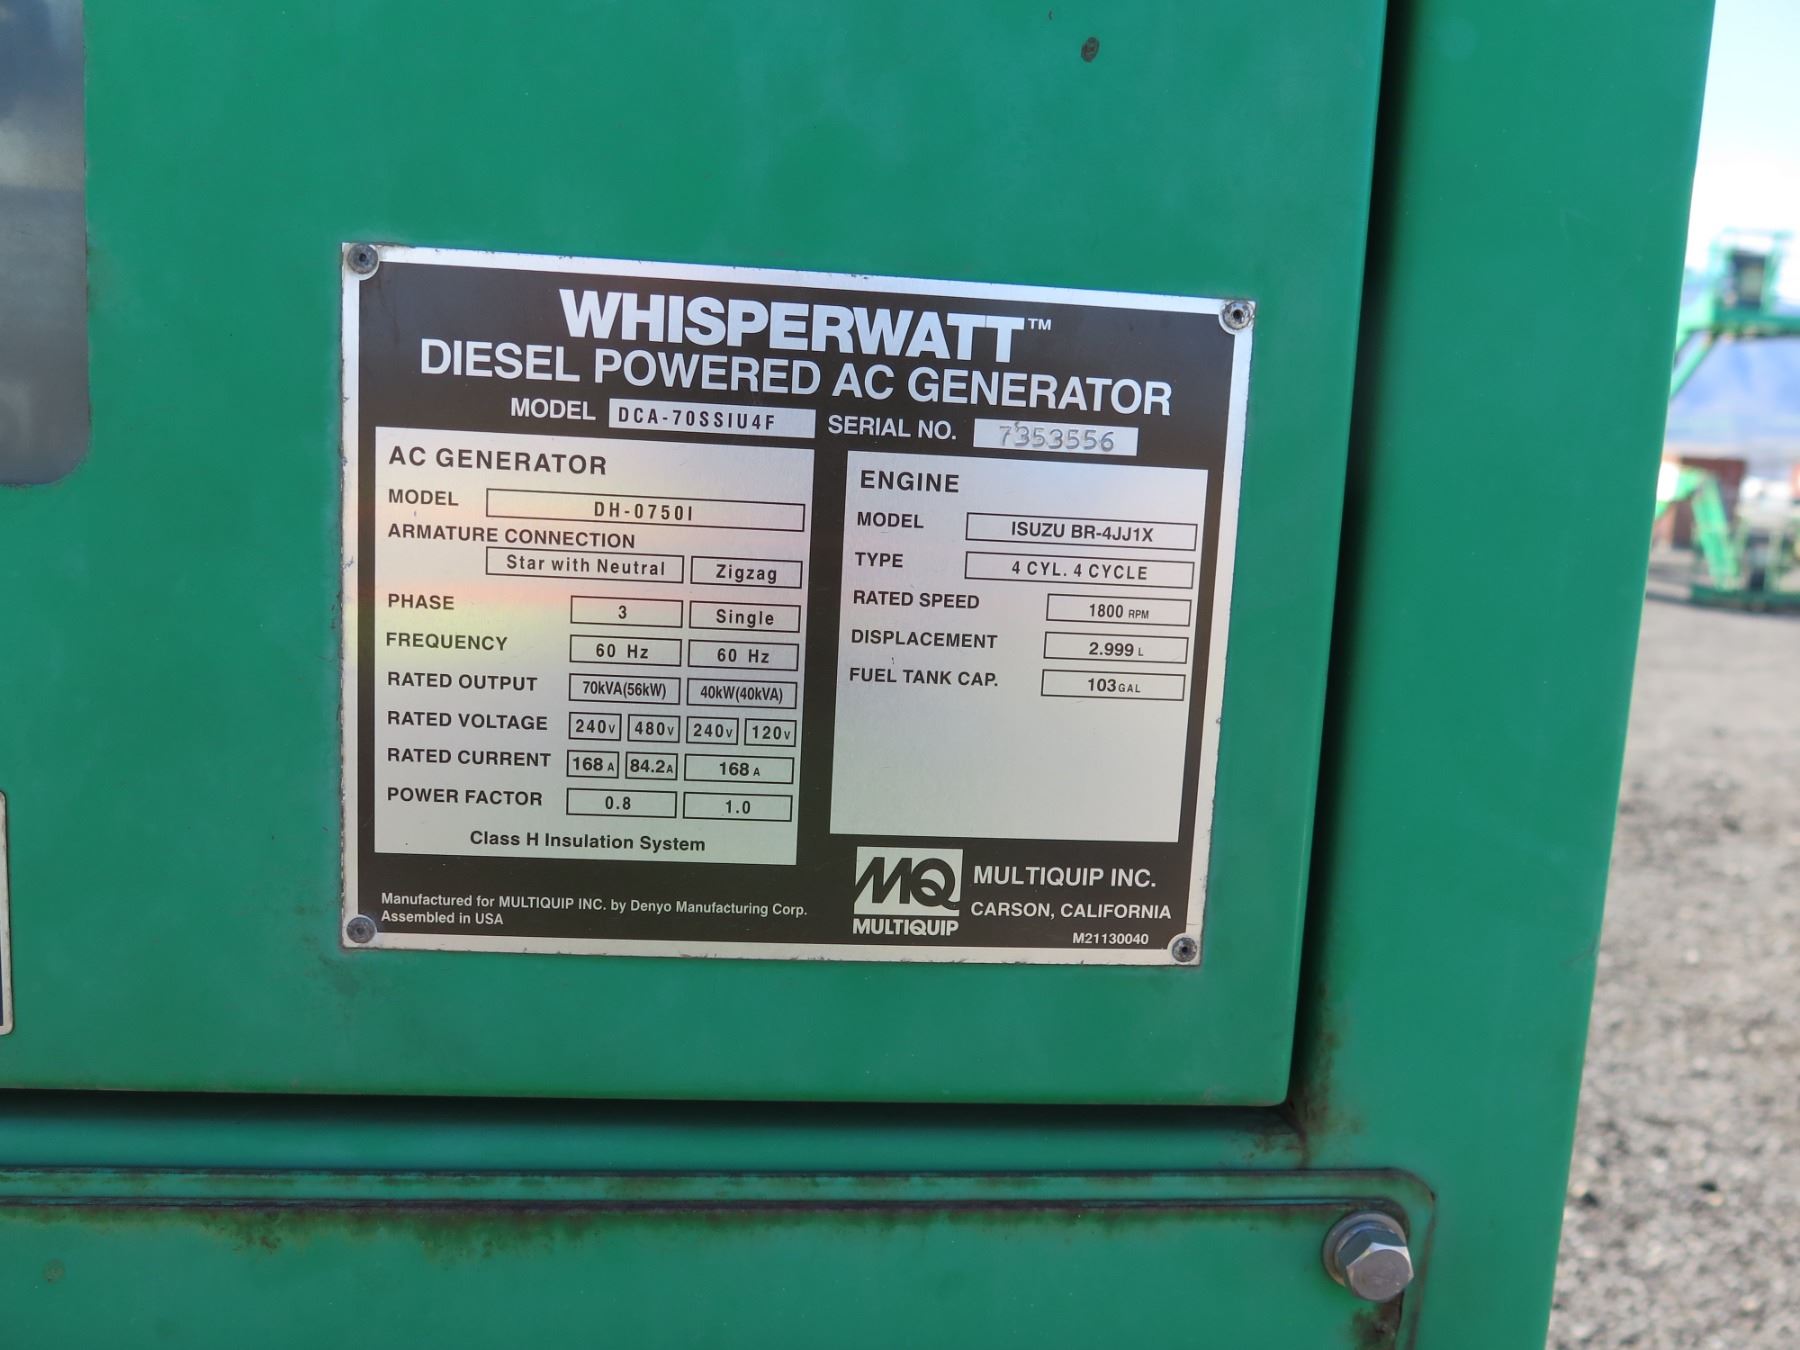 WHISPERWATT™
DIESEL POWERED AC GENERATOR
MODEL DCA-70SSIU4F SERIAL NO. 7353556
AC GENERATOR
MODEL DH-0750I
ARMATURE CONNECTION
Star with Neutral Zigzag
PHASE 3 Single
FREQUENCY 60 Hz 60 Hz
RATED OUTPUT 70kVA(56kW) 40kW(40kVA)
RATED VOLTAGE 240V 480V 240V 120V
RATED CURRENT 168 A 84.2A 168 A
POWER FACTOR 0.8 1.0
Class H Insulation System
ENGINE
MODEL ISUZU BR-4JJ1X
TYPE 4 CYL. 4 CYCLE
RATED SPEED 1800 RPM
DISPLACEMENT 2.999 L
FUEL TANK CAP. 103GAL
Manufactured for MULTIQUIP INC. by Denyo Manufacturing Corp.
Assembled in USA
MQ
MULTIQUIP
MULTIQUIP INC.
CARSON, CALIFORNIA
M21130040